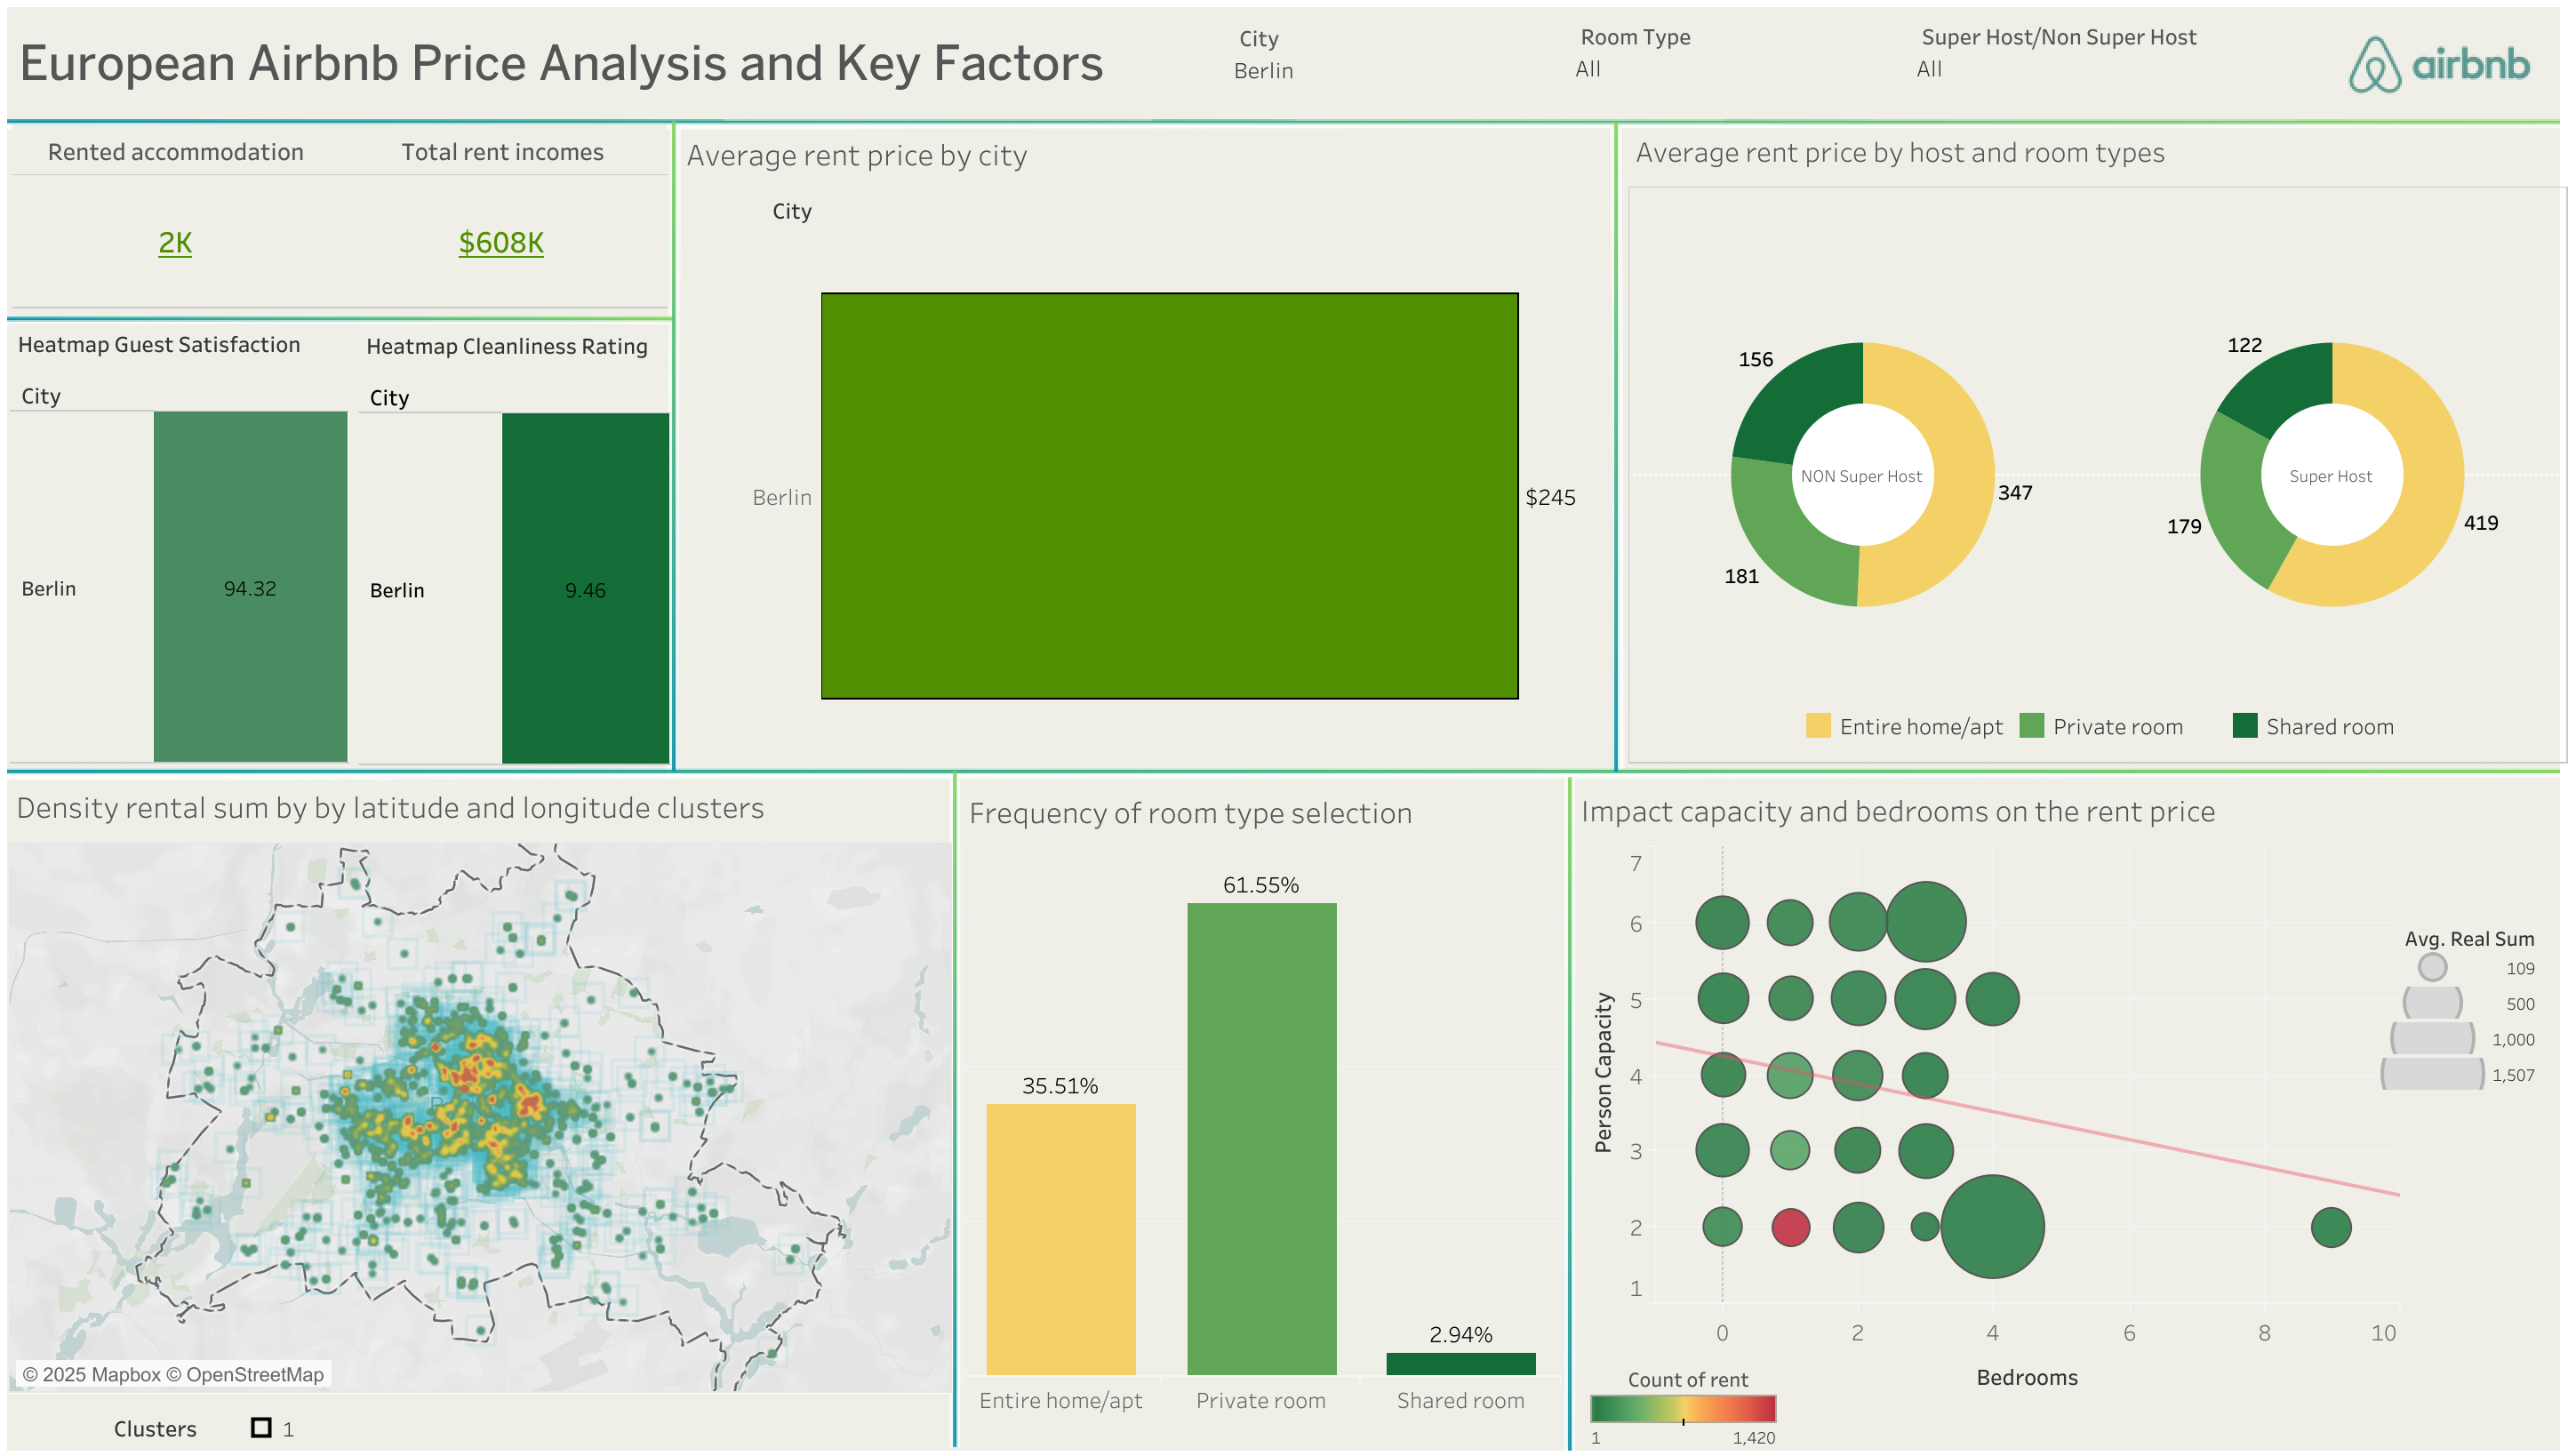 European Airbnb Price Analysis and Key Factors
City
Berlin
Room Type
All
Super Host/Non Super Host
All
airbnb
Rented accommodation
Total rent incomes
2K
$608K
Heatmap Guest Satisfaction
City
Berlin
94.32
Heatmap Cleanliness Rating
City
Berlin
9.46
Average rent price by city
City
Berlin
$245
Average rent price by host and room types
156
NON Super Host
347
181
122
Super Host
179
419
Entire home/apt
Private room
Shared room
Density rental sum by by latitude and longitude clusters
© 2025 Mapbox © OpenStreetMap
Clusters
1
Frequency of room type selection
35.51%
61.55%
2.94%
Entire home/apt
Private room
Shared room
Impact capacity and bedrooms on the rent price
Person Capacity
7
6
5
4
3
2
1
0
2
4
6
8
10
Bedrooms
Avg. Real Sum
109
500
1,000
1,507
Count of rent
1
1,420